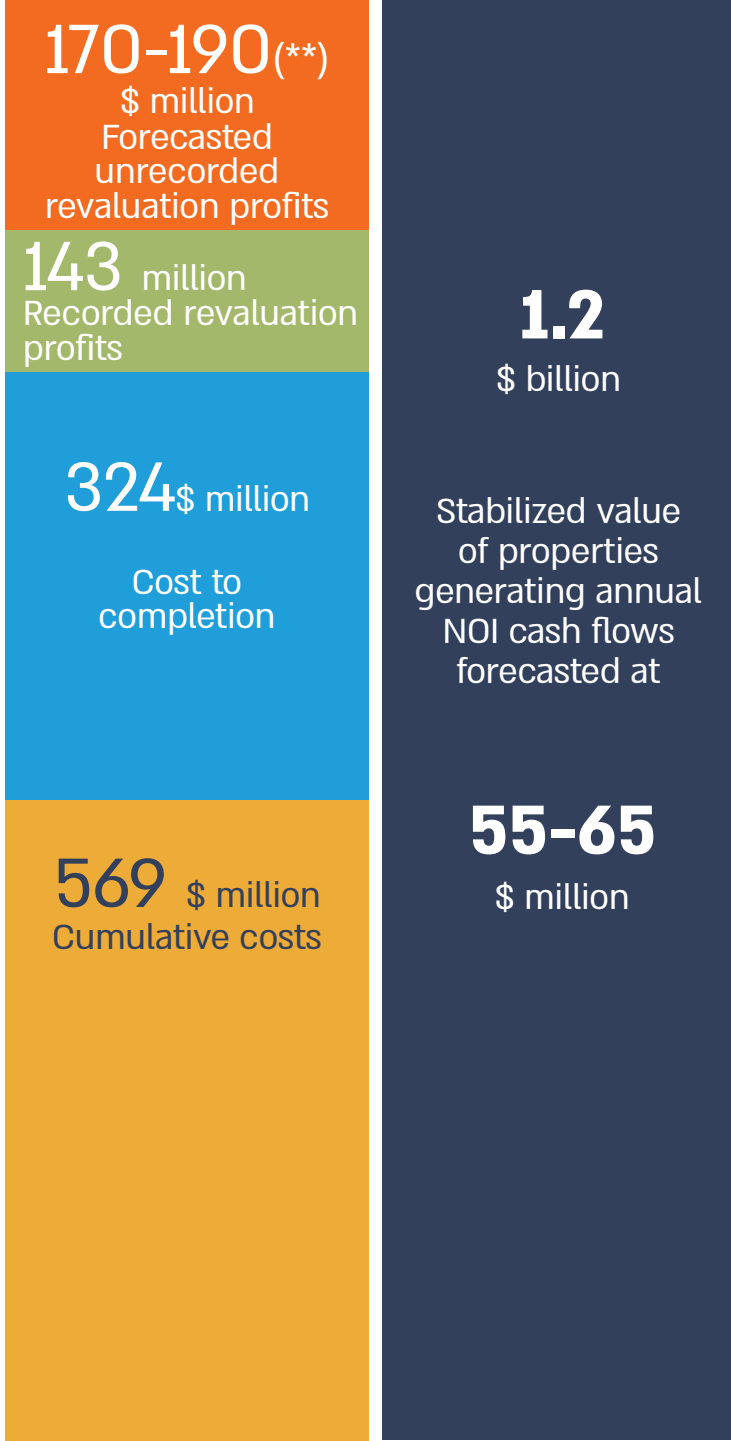 170-190(**)
$ million
Forecasted
unrecorded
revaluation profits
143 million
Recorded revaluation
profits
324$ million
Cost to
completion
569 $ million
Cumulative costs
1.2
$ billion
Stabilized value
of properties
generating annual
NOI cash flows
forecasted at
55-65
$ million